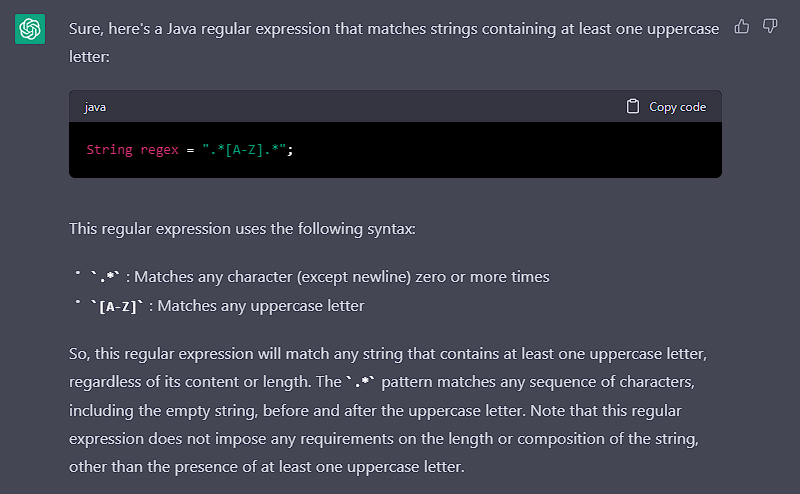 Sure, here's a Java regular expression that matches strings containing at least one uppercase
letter:
java
Copy code
String regex = ".*[A-Z].*";
This regular expression uses the following syntax:
• `.*` : Matches any character (except newline) zero or more times
• `[A-Z]` : Matches any uppercase letter
So, this regular expression will match any string that contains at least one uppercase letter,
regardless of its content or length. The `.*` pattern matches any sequence of characters,
including the empty string, before and after the uppercase letter. Note that this regular
expression does not impose any requirements on the length or composition of the string,
other than the presence of at least one uppercase letter.